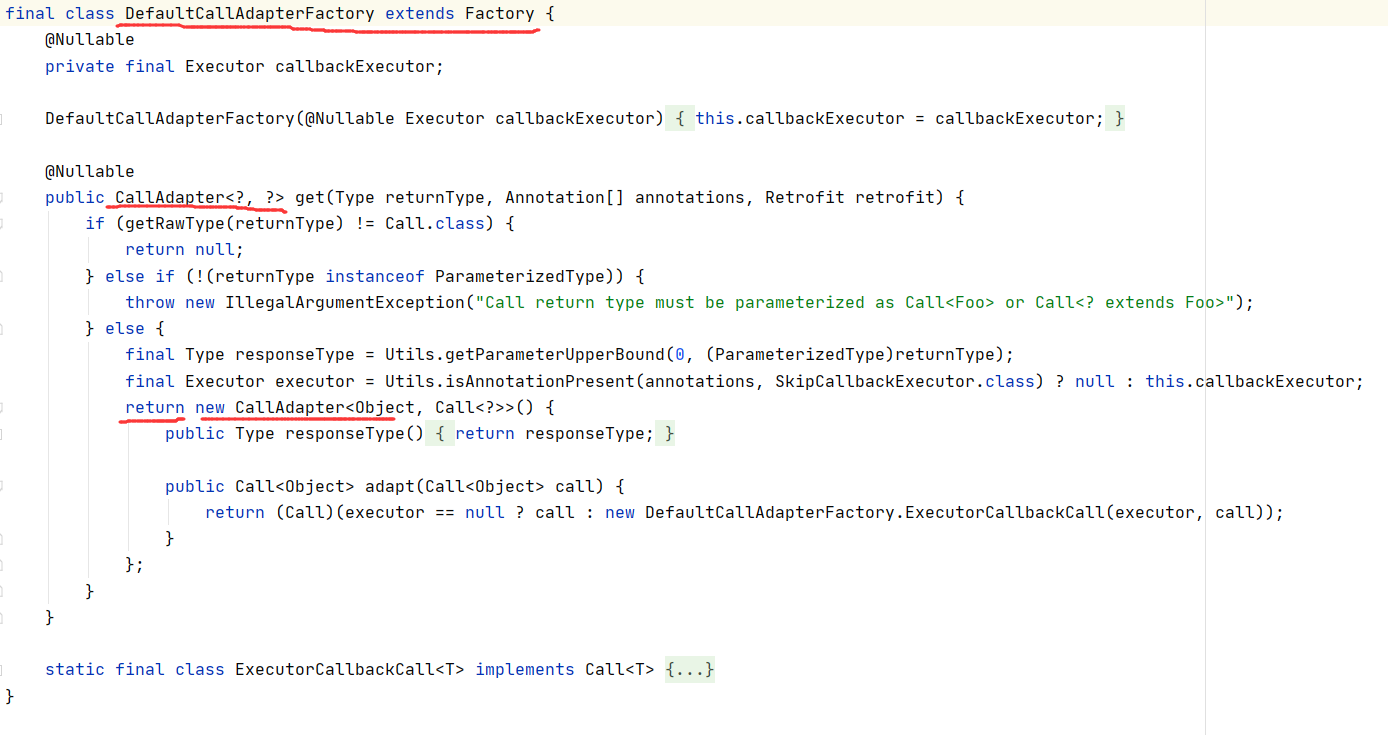 final class DefaultCallAdapterFactory extends Factory {
    @Nullable
    private final Executor callbackExecutor;

    DefaultCallAdapterFactory(@Nullable Executor callbackExecutor) { this.callbackExecutor = callbackExecutor; }

    @Nullable
    public CallAdapter<?, ?> get(Type returnType, Annotation[] annotations, Retrofit retrofit) {
        if (getRawType(returnType) != Call.class) {
            return null;
        } else if (!(returnType instanceof ParameterizedType)) {
            throw new IllegalArgumentException("Call return type must be parameterized as Call<Foo> or Call<? extends Foo>");
        } else {
            final Type responseType = Utils.getParameterUpperBound(0, (ParameterizedType)returnType);
            final Executor executor = Utils.isAnnotationPresent(annotations, SkipCallbackExecutor.class) ? null : this.callbackExecutor;
            return new CallAdapter<Object, Call<?>>() {
                public Type responseType() { return responseType; }

                public Call<Object> adapt(Call<Object> call) {
                    return (Call)(executor == null ? call : new DefaultCallAdapterFactory.ExecutorCallbackCall(executor, call));
                }
            };
        }
    }

    static final class ExecutorCallbackCall<T> implements Call<T> {...}
}